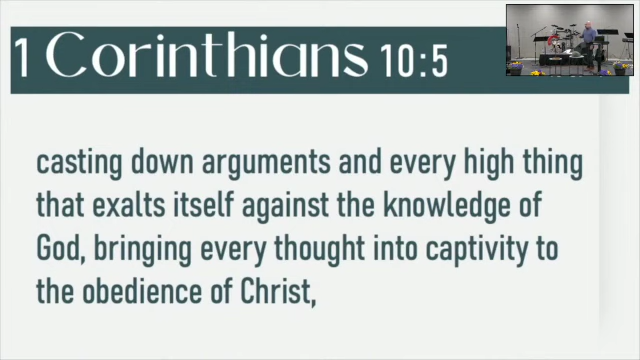 1 Corinthians 10:5
casting down arguments and every high thing
that exalts itself against the knowledge of
God, bringing every thought into captivity to
the obedience of Christ,